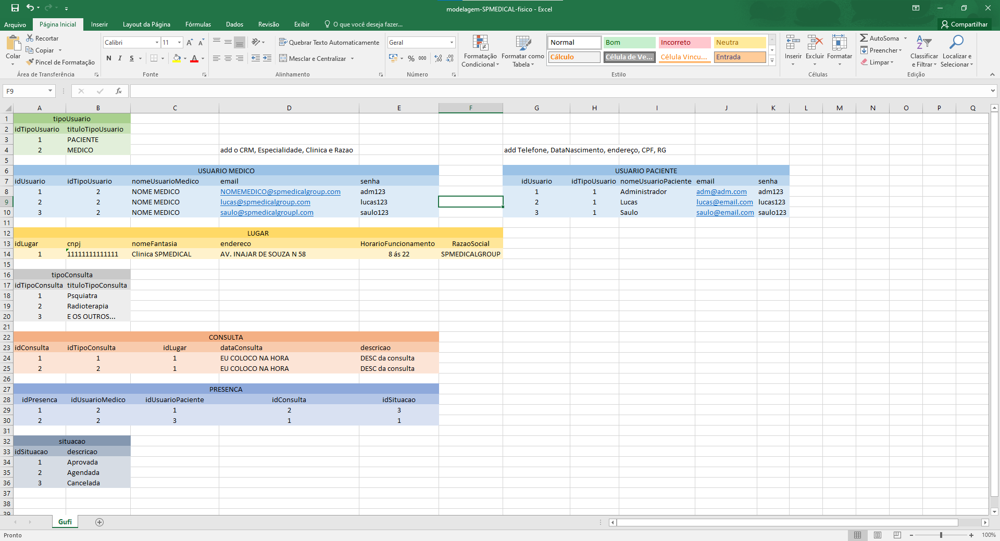 modelagem-SPMEDICAL-fisico - Excel
Arquivo Página Inicial Inserir Layout da Página Fórmulas Dados Revisão Exibir O que você deseja fazer... Compartilhar
Colar Recortar Copiar Pincel de Formatação
Calibri 11
N I S
Quebrar Texto Automaticamente
Mesclar e Centralizar
Geral
% 000
Formatação Condicional Formatar como Tabela
Normal Bom Incorreto Neutra
Cálculo Célula de Ve... Célula Vincu... Entrada
Inserir Excluir Formatar
AutoSoma Preencher Limpar
Classificar e Filtrar Localizar e Selecionar
Área de Transferência Fonte Alinhamento Número Estilo Células Edição
F9 fx
A B C D E F G H I J K L M N O P Q
1 tipoUsuario
2 idTipoUsuario tituloTipoUsuario
3 1 PACIENTE
4 2 MEDICO add o CRM, Especialidade, Clinica e Razao add Telefone, DataNascimento, endereço, CPF, RG
5
6 USUARIO MEDICO USUARIO PACIENTE
7 idUsuario idTipoUsuario nomeUsuarioMedico email senha idUsuario idTipoUsuario nomeUsuarioPaciente email senha
8 1 2 NOME MEDICO NOMEMEDICO@spmedicalgroup.com adm123 1 1 Administrador adm@adm.com adm123
9 2 2 NOME MEDICO lucas@spmedicalgroup.com lucas123 2 1 Lucas lucas@email.com lucas123
10 3 2 NOME MEDICO saulo@spmedicalgroupl.com saulo123 3 1 Saulo saulo@email.com saulo123
11
12 LUGAR
13 idLugar cnpj nomeFantasia endereco HorarioFuncionamento RazaoSocial
14 1 11111111111111 Clinica SPMEDICAL AV. INAJAR DE SOUZA N 58 8 ás 22 SPMEDICALGROUP
15
16 tipoConsulta
17 idTipoConsulta tituloTipoConsulta
18 1 Psquiatra
19 2 Radioterapia
20 3 E OS OUTROS...
21
22 CONSULTA
23 idConsulta idTipoConsulta idLugar dataConsulta descricao
24 1 1 1 EU COLOCO NA HORA DESC da consulta
25 2 2 1 EU COLOCO NA HORA DESC da consulta
26
27 PRESENCA
28 idPresenca idUsuarioMedico idUsuarioPaciente idConsulta idSituacao
29 1 2 1 2 3
30 2 2 3 1 1
31
32 situacao
33 idSituacao descricao
34 1 Aprovada
35 2 Agendada
36 3 Cancelada
37
38
39
Gufi
Pronto 100%